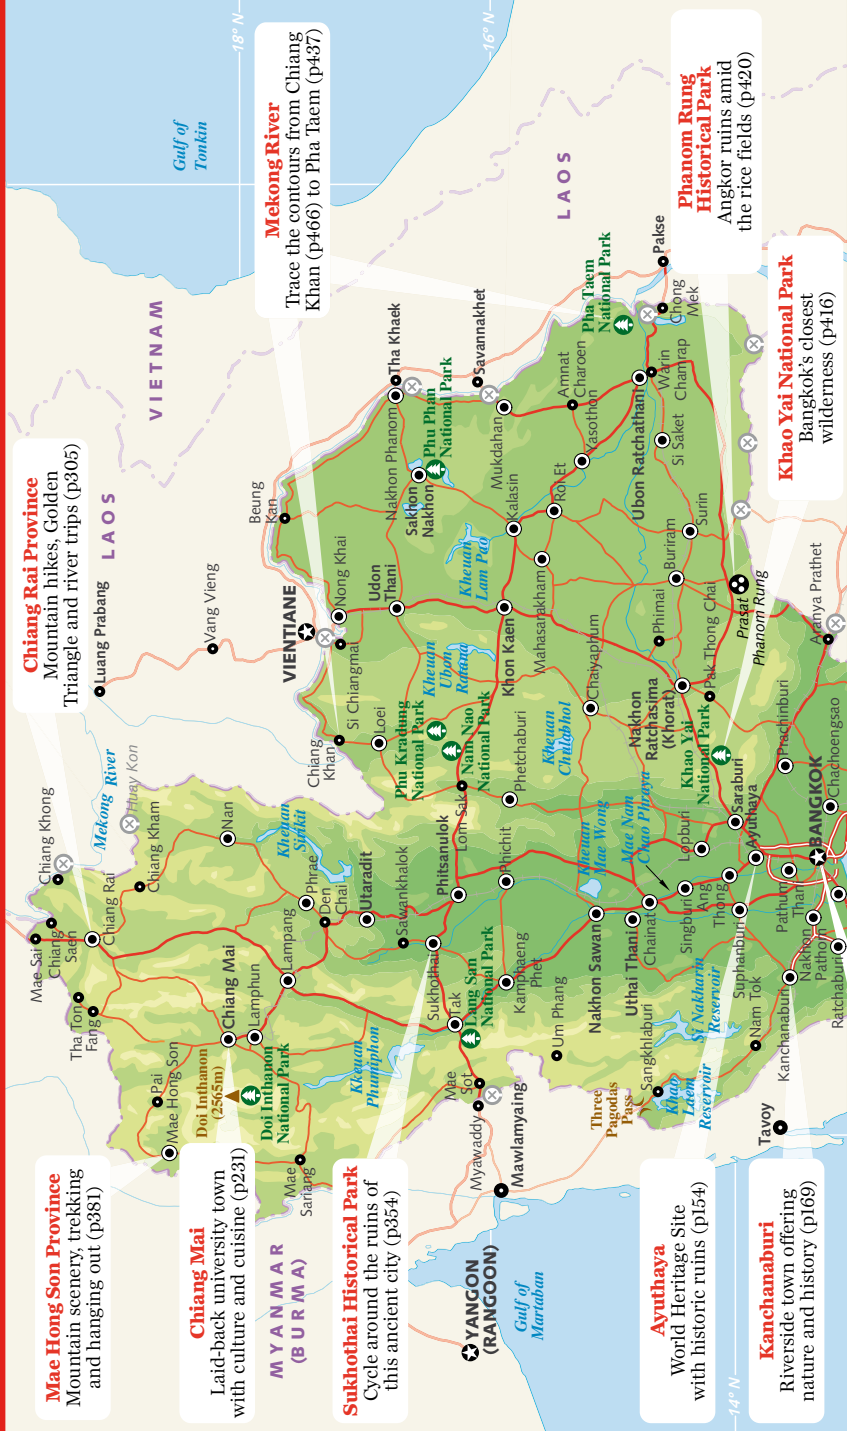 Mae Hong Son Province
Mountain scenery, trekking
and hanging out (p381)
Chiang Mai
Laid-back university town
with culture and cuisine (p231)
Sukhothai Historical Park
Cycle around the ruins of
this ancient city (p354)
Ayuthaya
World Heritage Site
with historic ruins (p154)
Kanchanaburi
Riverside town offering
nature and history (p169)
Chiang Rai Province
Mountain hikes, Golden
Triangle and river trips (p305)
Mekong River
Trace the contours from Chiang
Khan (p466) to Pha Taem (p437)
Phanom Rung
Historical Park
Angkor ruins amid
the rice fields (p420)
Khao Yai National Park
Bangkok's closest
wilderness (p416)
18° N
16° N
14° N
Gulf of
Tonkin
VIETNAM
LAOS
LAOS
MYANMAR
(BURMA)
Gulf of
Martaban
YANGON
(RANGOON)
Mawlamyaing
Myawaddy
Tavoy
Luang Prabang
Vang Vieng
VIENTIANE
Tha Khaek
Savannakhet
Pakse
Mekong River
Huay Kon
Mae Sai
Chiang
Saen
Chiang Khong
Chiang Rai
Chiang Kham
Tha Ton
Fang
Pai
Mae Hong Son
Doi Inthanon
(2565m)
Doi Inthanon
National Park
Mae
Sariang
Chiang Mai
Lamphun
Lampang
Nan
Phrae
Den
Chai
Kheuan
Sirikit
Utaradit
Sawankhalok
Sukhothai
Phitsanulok
Kheuan
Phumiphon
Tak
Lang San
National Park
Mae
Sot
Kamphaeng
Phet
Phichit
Um Phang
Lom Sak
Phetchaburi
Chiang
Khan
Si Chiangmai
Loei
Phu Kradung
National Park
Nam Nao
National Park
Nong Khai
Udon
Thani
Beung
Kan
Nakhon Phanom
Sakhon
Nakhon
Phu Phan
National Park
Kheuan
Ubon
Ratana
Kheuan
Lam Pao
Khon Kaen
Kalasin
Mukdahan
Mahasarakham
Roi Et
Yasothon
Amnat
Charoen
Pha Taem
National Park
Chong
Mek
Warin
Chamrap
Ubon Ratchathani
Si Saket
Surin
Buriram
Phimai
Chaiyaphum
Kheuan
Chulabhol
Nakhon
Ratchasima
(Khorat)
Pak Thong Chai
Prasat
Phanom Rung
Khao Yai
National Park
Aranya Prathet
Prachinburi
Saraburi
Lopburi
Ayuthaya
Kheuan
Mae Wong
Mae Nam
Chao Phraya
Nakhon Sawan
Uthai Thani
Chainat
Singburi
Ang
Thong
Suphanburi
Pathum
Thani
Nakhon
Pathom
BANGKOK
Chachoengsao
Ratchaburi
Kanchanaburi
Nam Tok
Si Nakharin
Reservoir
Sangkhlaburi
Khao
Laem
Reservoir
Three
Pagodas
Pass